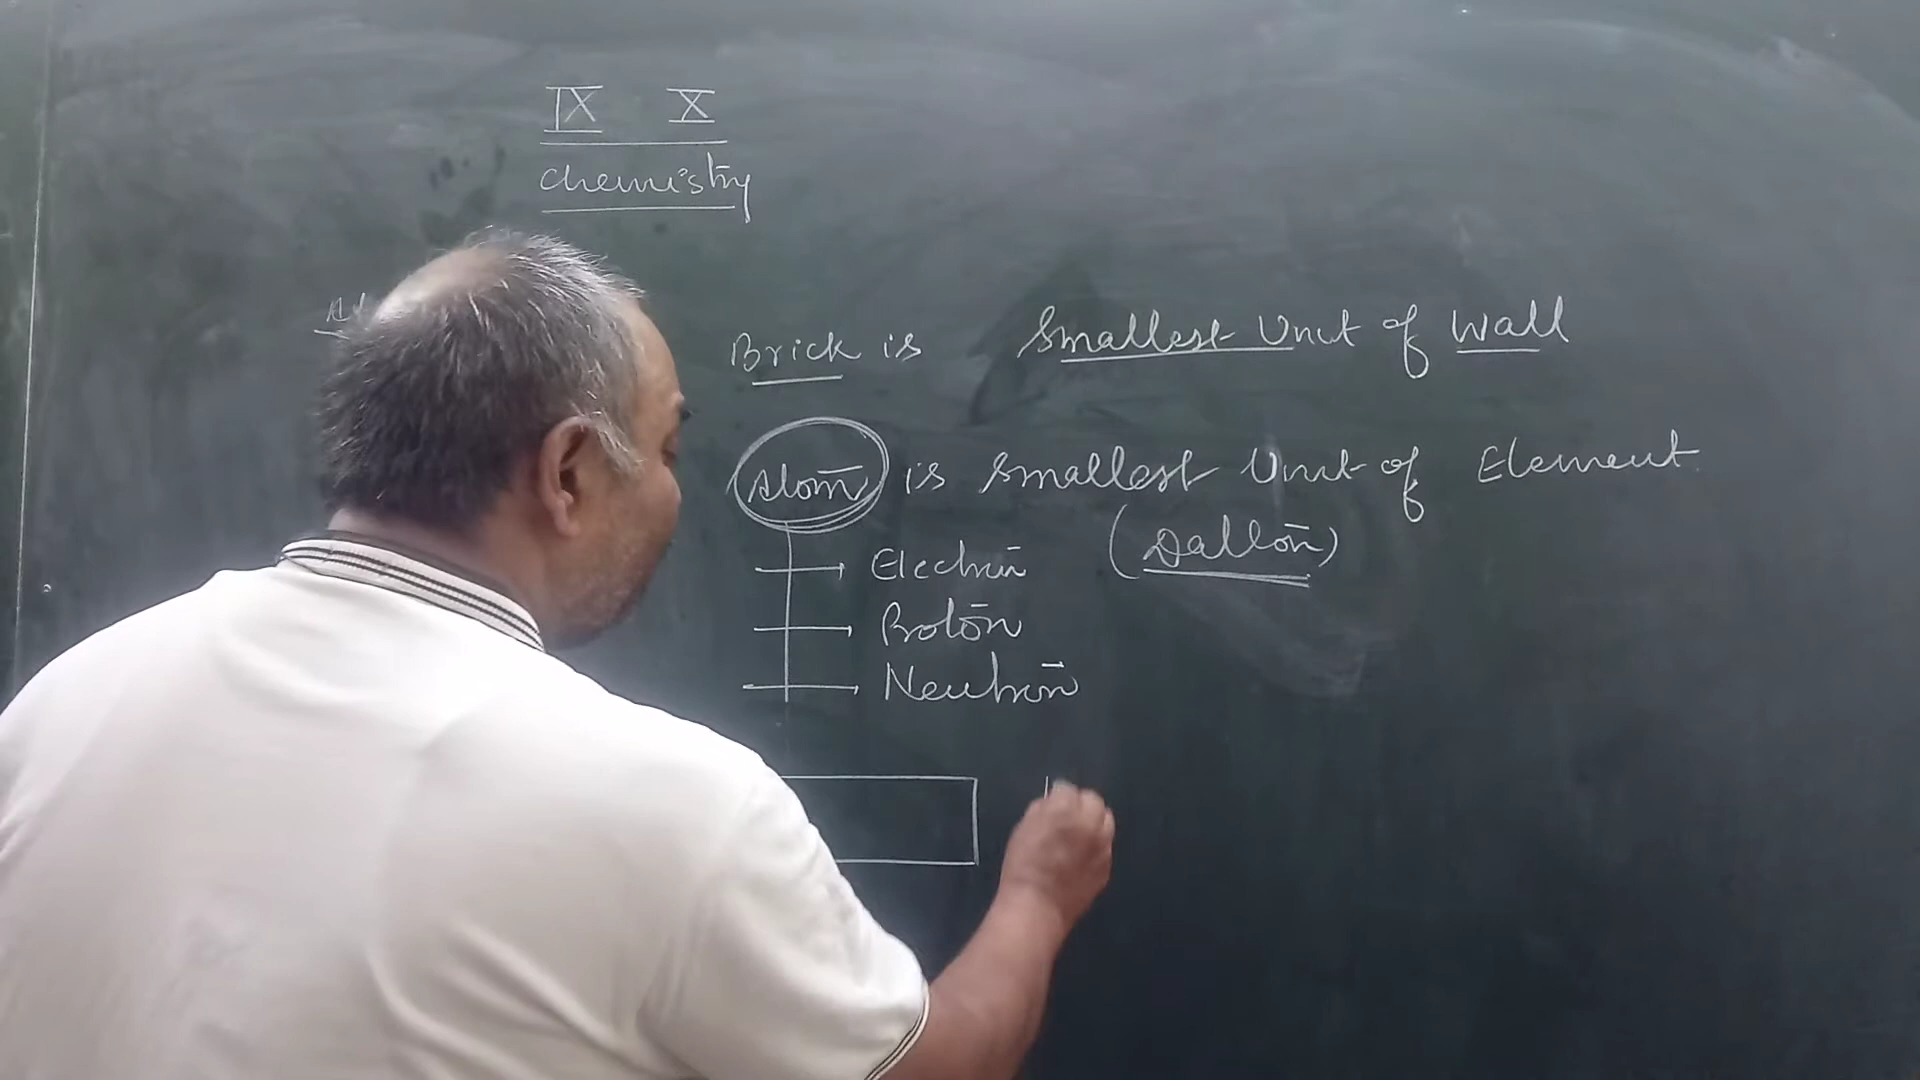 IX X
Chemistry
Brick is Smallest Unit of Wall
Atom is Smallest Unit of Element
(Dalton)
Electron
Proton
Neutron